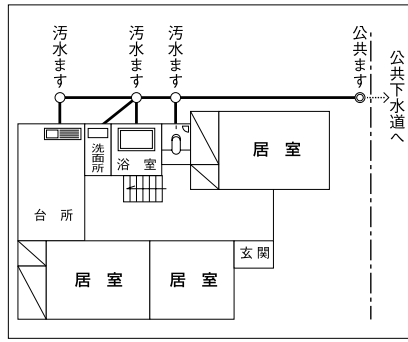 汚水ます
汚水ます
汚水ます
公共ます
公共下水道へ
台所
洗面所
浴室
居室
玄関
居室
居室